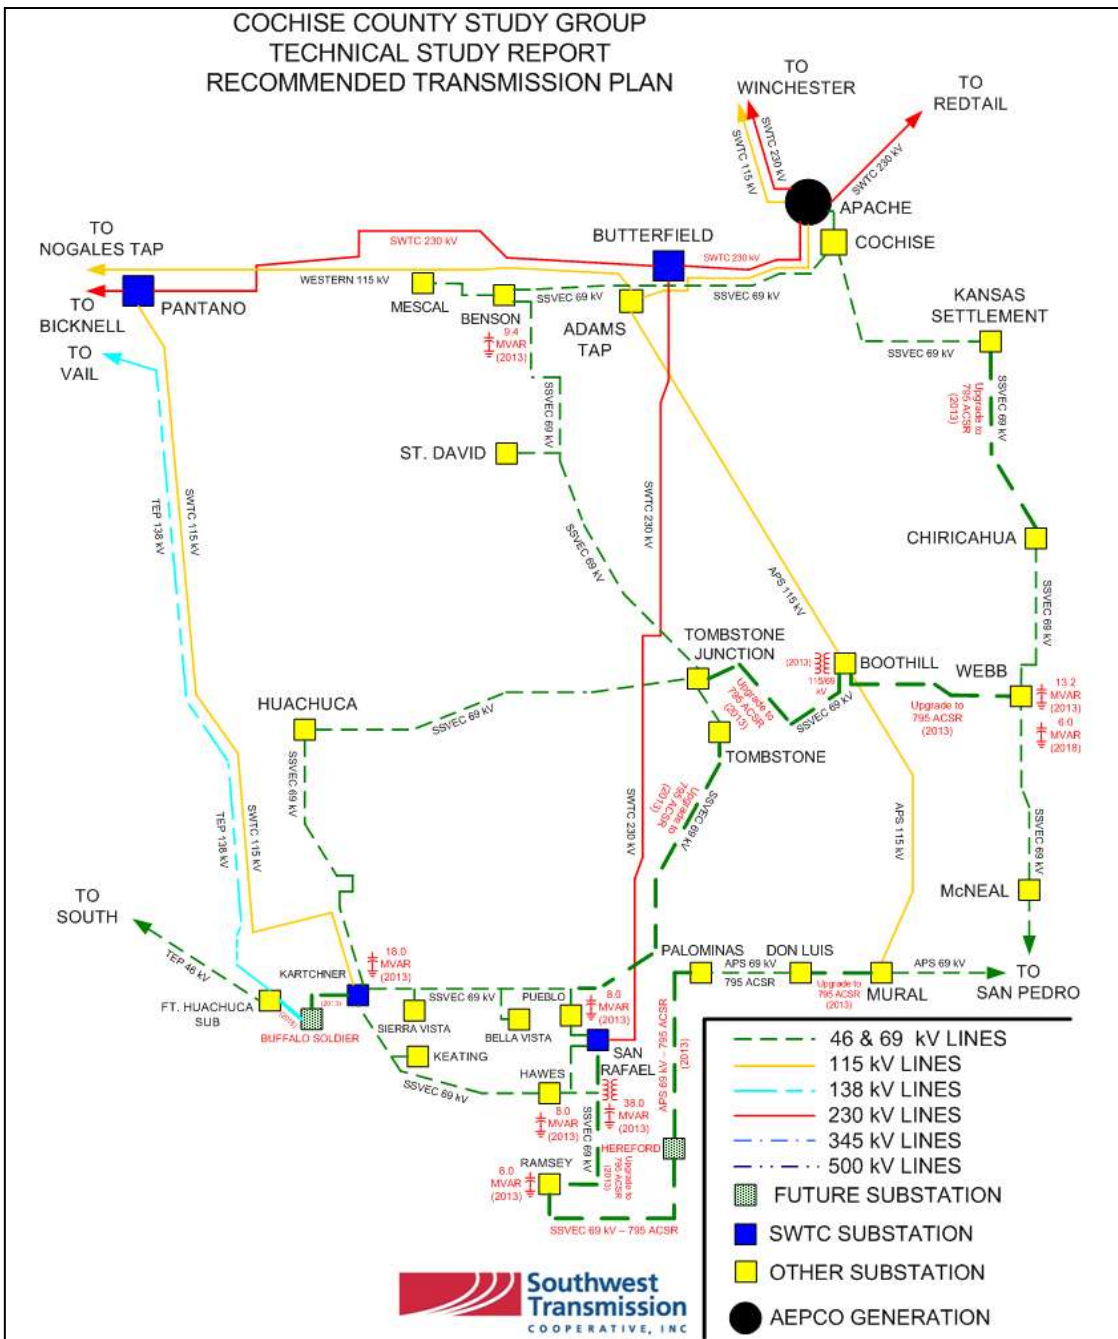 COCHISE COUNTY STUDY GROUP
TECHNICAL STUDY REPORT
RECOMMENDED TRANSMISSION PLAN
TO
WINCHESTER
TO
REDTAIL
SWTC 115 kV
SWTC 230 kV
SWTC 230 kV
APACHE
COCHISE
TO
NOGALES TAP
SWTC 230 kV
BUTTERFIELD
SWTC 230 kV
WESTERN 115 kV
TO
BICKNELL
PANTANO
MESCAL
BENSON
SSVEC 69 kV
SSVEC 69 kV
ADAMS
TAP
KANSAS
SETTLEMENT
SSVEC 69 kV
TO
VAIL
9.4
MVAR
(2013)
SSVEC 69 kV
Upgrade to
795 ACSR
(2013)
SSVEC 69 kV
ST. DAVID
TEP 138 kV
SWTC 115 kV
SSVEC 69 kV
SWTC 230 kV
APS 115 kV
CHIRICAHUA
SSVEC 69 kV
TOMBSTONE
JUNCTION
(2013)
115/69
kV
BOOTHILL
WEBB
13.2
MVAR
(2013)
6.0
MVAR
(2018)
Upgrade to
795 ACSR
(2013)
SSVEC 69 kV
Upgrade to
795 ACSR
(2013)
HUACHUCA
SSVEC 69 kV
TOMBSTONE
SSVEC 69 kV
Upgrade to
795 ACSR
(2013)
SSVEC 69 kV
SWTC 230 kV
TEP 138 kV
SWTC 115 kV
APS 115 kV
SSVEC 69 kV
McNEAL
TO
SOUTH
TEP 46 kV
18.0
MVAR
(2013)
KARTCHNER
PALOMINAS
DON LUIS
APS 69 kV
795 ACSR
Upgrade to
795 ACSR
(2013)
MURAL
APS 69 kV
TO
SAN PEDRO
FT. HUACHUCA
SUB
(2013)
BUFFALO SOLDIER
SSVEC 69 kV
SIERRA VISTA
PUEBLO
BELLA VISTA
8.0
MVAR
(2013)
SAN
RAFAEL
KEATING
SSVEC 69 kV
HAWES
8.0
MVAR
(2013)
38.0
MVAR
(2013)
APS 69 kV – 795 ACSR
(2013)
SSVEC 69 kV
Upgrade to
795 ACSR
(2013)
HEREFORD
RAMSEY
MVAR
(2013)
SSVEC 69 kV – 795 ACSR
46 & 69 kV LINES
115 kV LINES
138 kV LINES
230 kV LINES
345 kV LINES
500 kV LINES
FUTURE SUBSTATION
SWTC SUBSTATION
OTHER SUBSTATION
AEPCO GENERATION
Southwest
Transmission
COOPERATIVE, INC